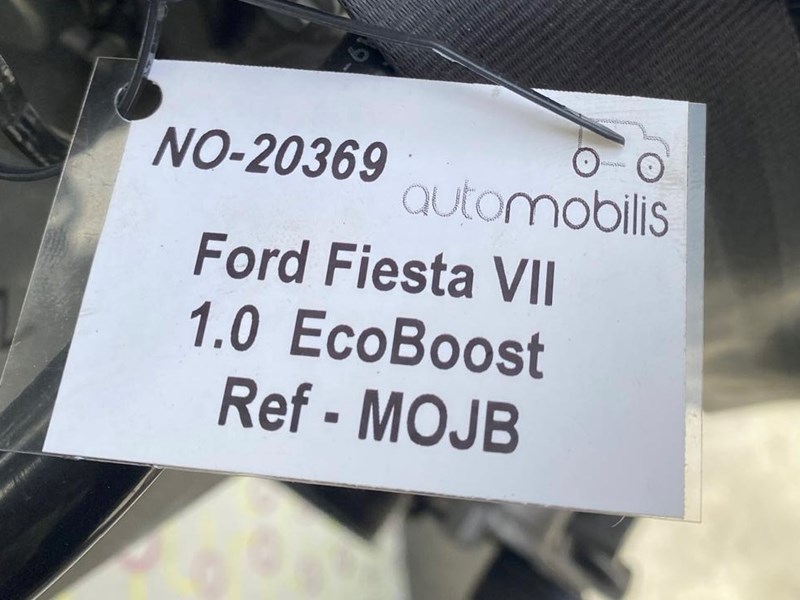 NO-20369
automobilis
Ford Fiesta VII
1.0 EcoBoost
Ref - MOJB